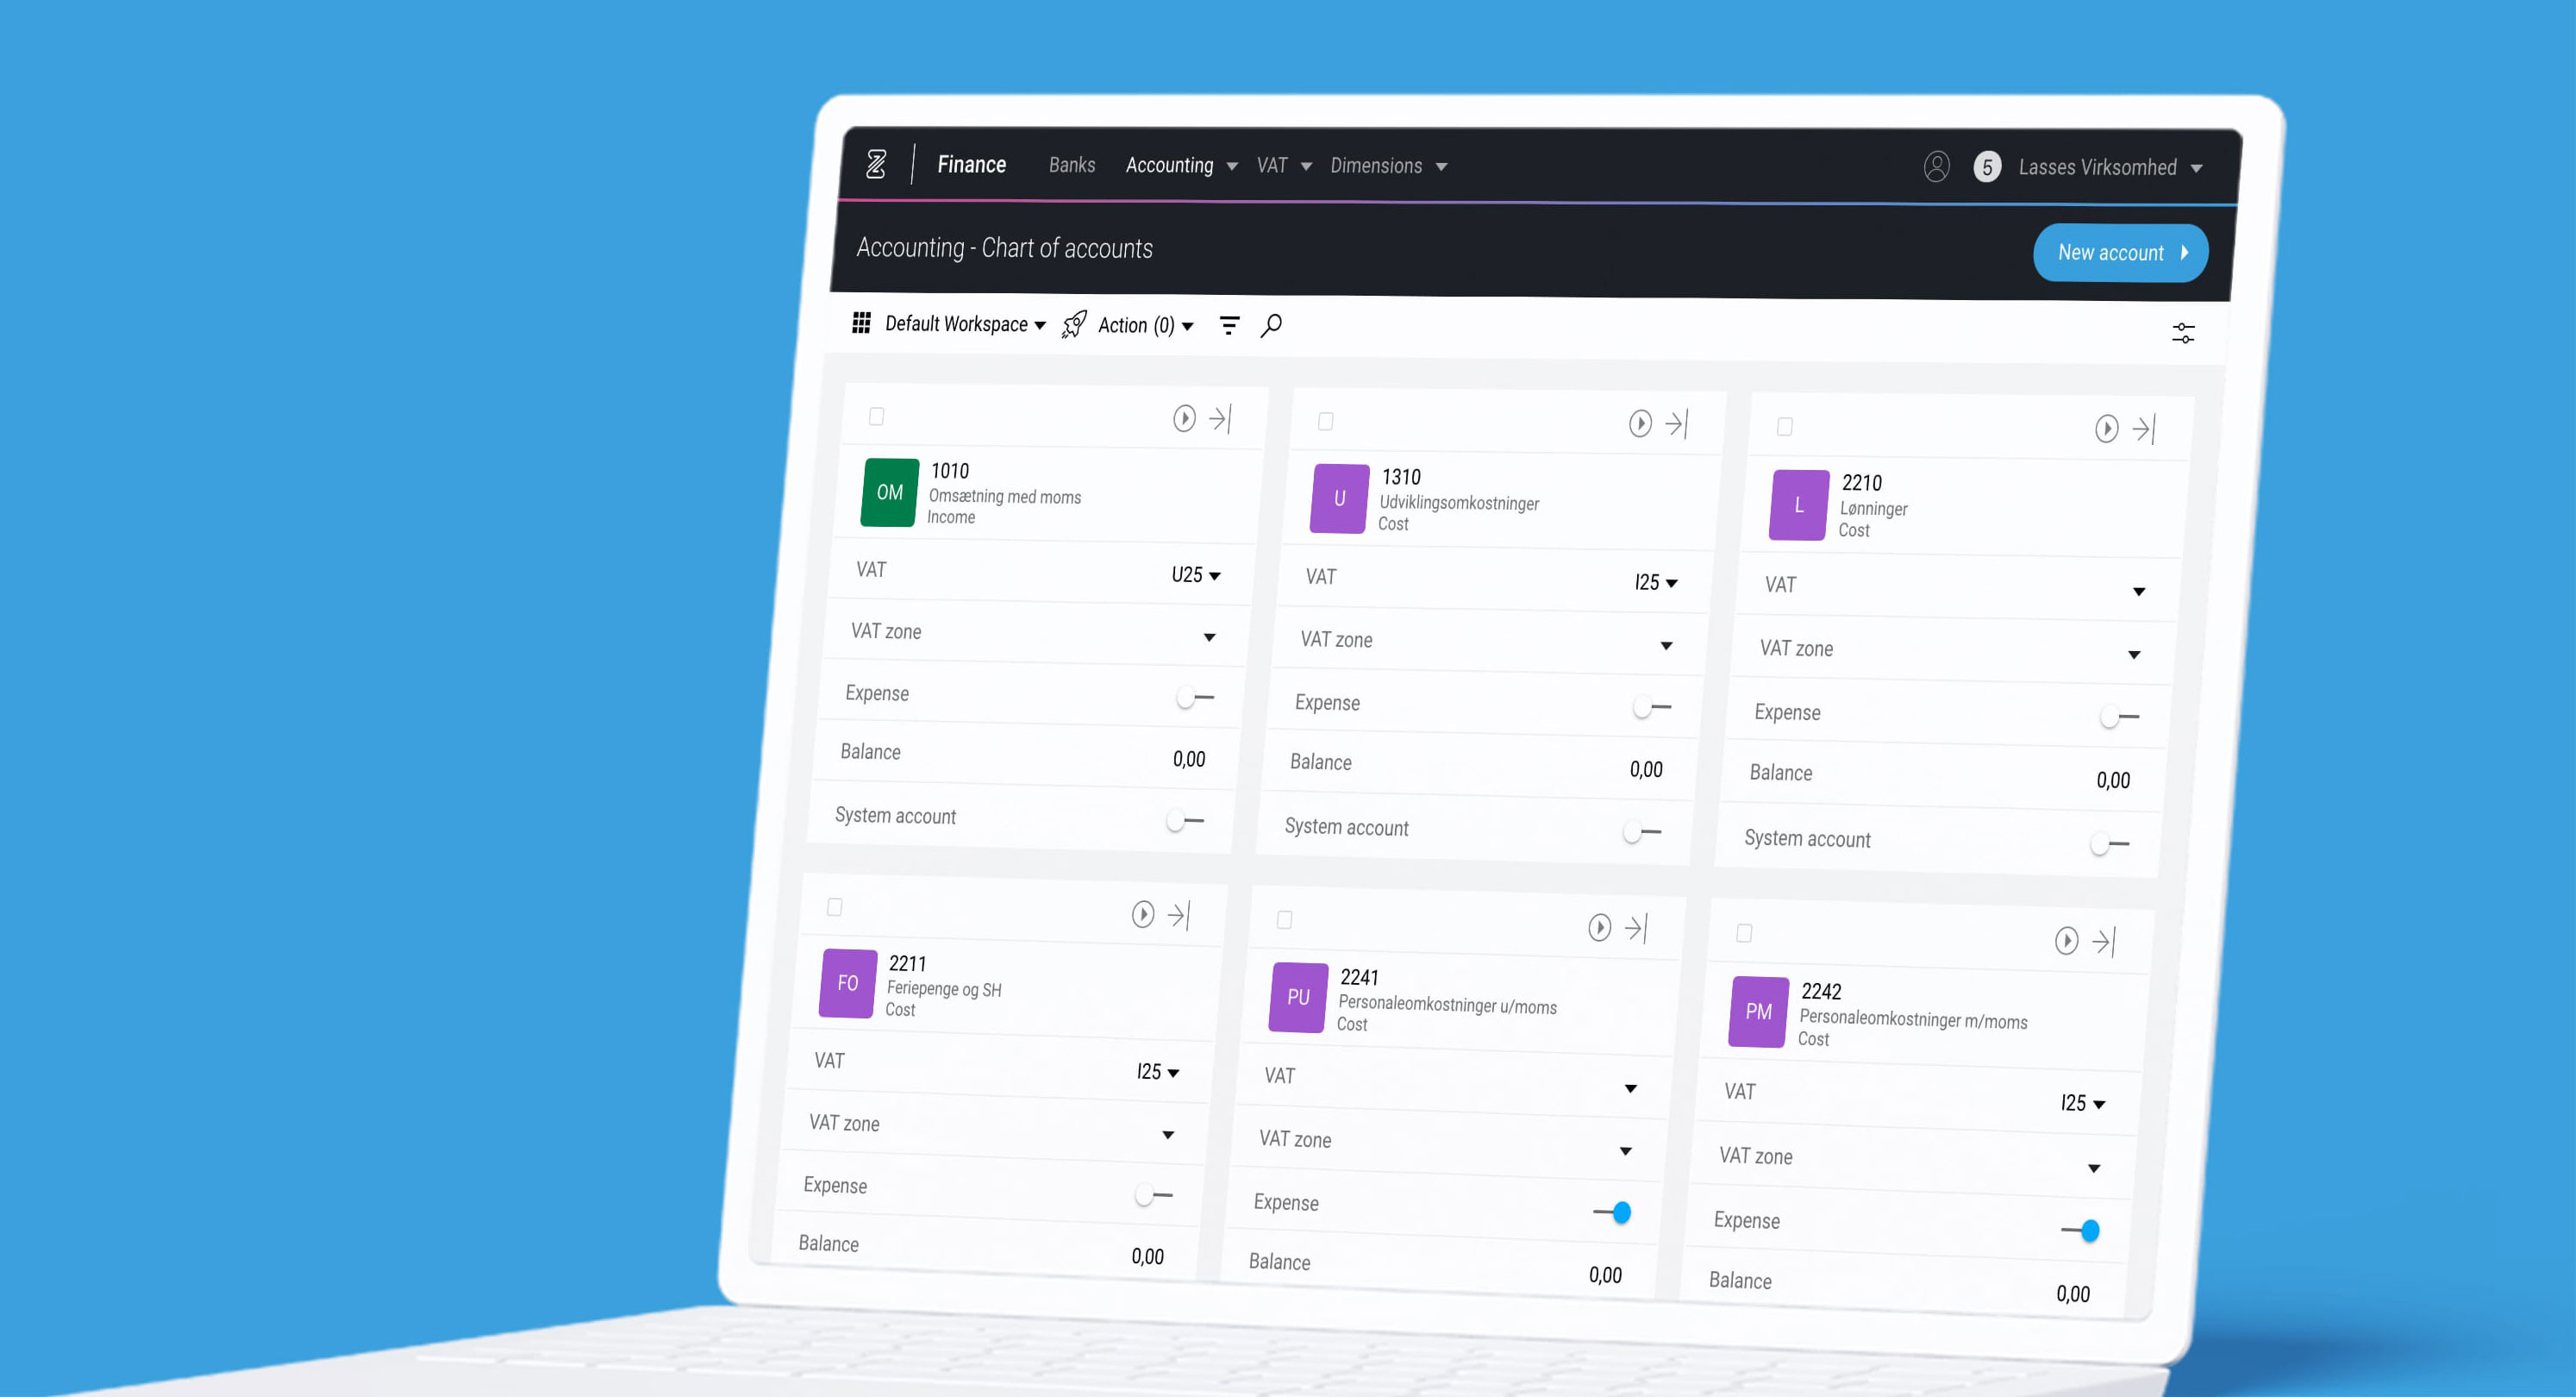 Finance Banks Accounting VAT Dimensions 5 Lasses Virksomhed
Accounting - Chart of accounts New account
Default Workspace Action (0)
OM
1010
Omsætning med moms
Income
VAT U25
VAT zone
Expense
Balance 0,00
System account
U
1310
Udviklingsomkostninger
Cost
VAT I25
VAT zone
Expense
Balance 0,00
System account
L
2210
Lønninger
Cost
VAT
VAT zone
Expense
Balance 0,00
System account
FO
2211
Feriepenge og SH
Cost
VAT I25
VAT zone
Expense
Balance 0,00
PU
2241
Personaleomkostninger u/moms
Cost
VAT
VAT zone
Expense
Balance 0,00
PM
2242
Personaleomkostninger m/moms
Cost
VAT I25
VAT zone
Expense
Balance 0,00